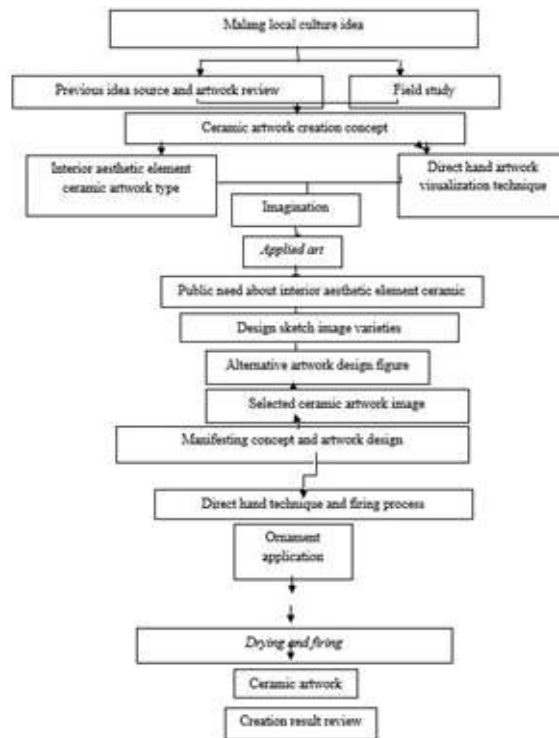 Malang local culture idea
Previous idea source and artwork review
Field study
Ceramic artwork creation concept
Interior aesthetic element
ceramic artwork type
Direct hand artwork
visualization technique
Imagination
Applied art
Public need about interior aesthetic element ceramic
Design sketch image varieties
Alternative artwork design figure
Selected ceramic artwork image
Manifesting concept and artwork design
Direct hand technique and firing process
Ornament
application
Drying and firing
Ceramic artwork
Creation result review